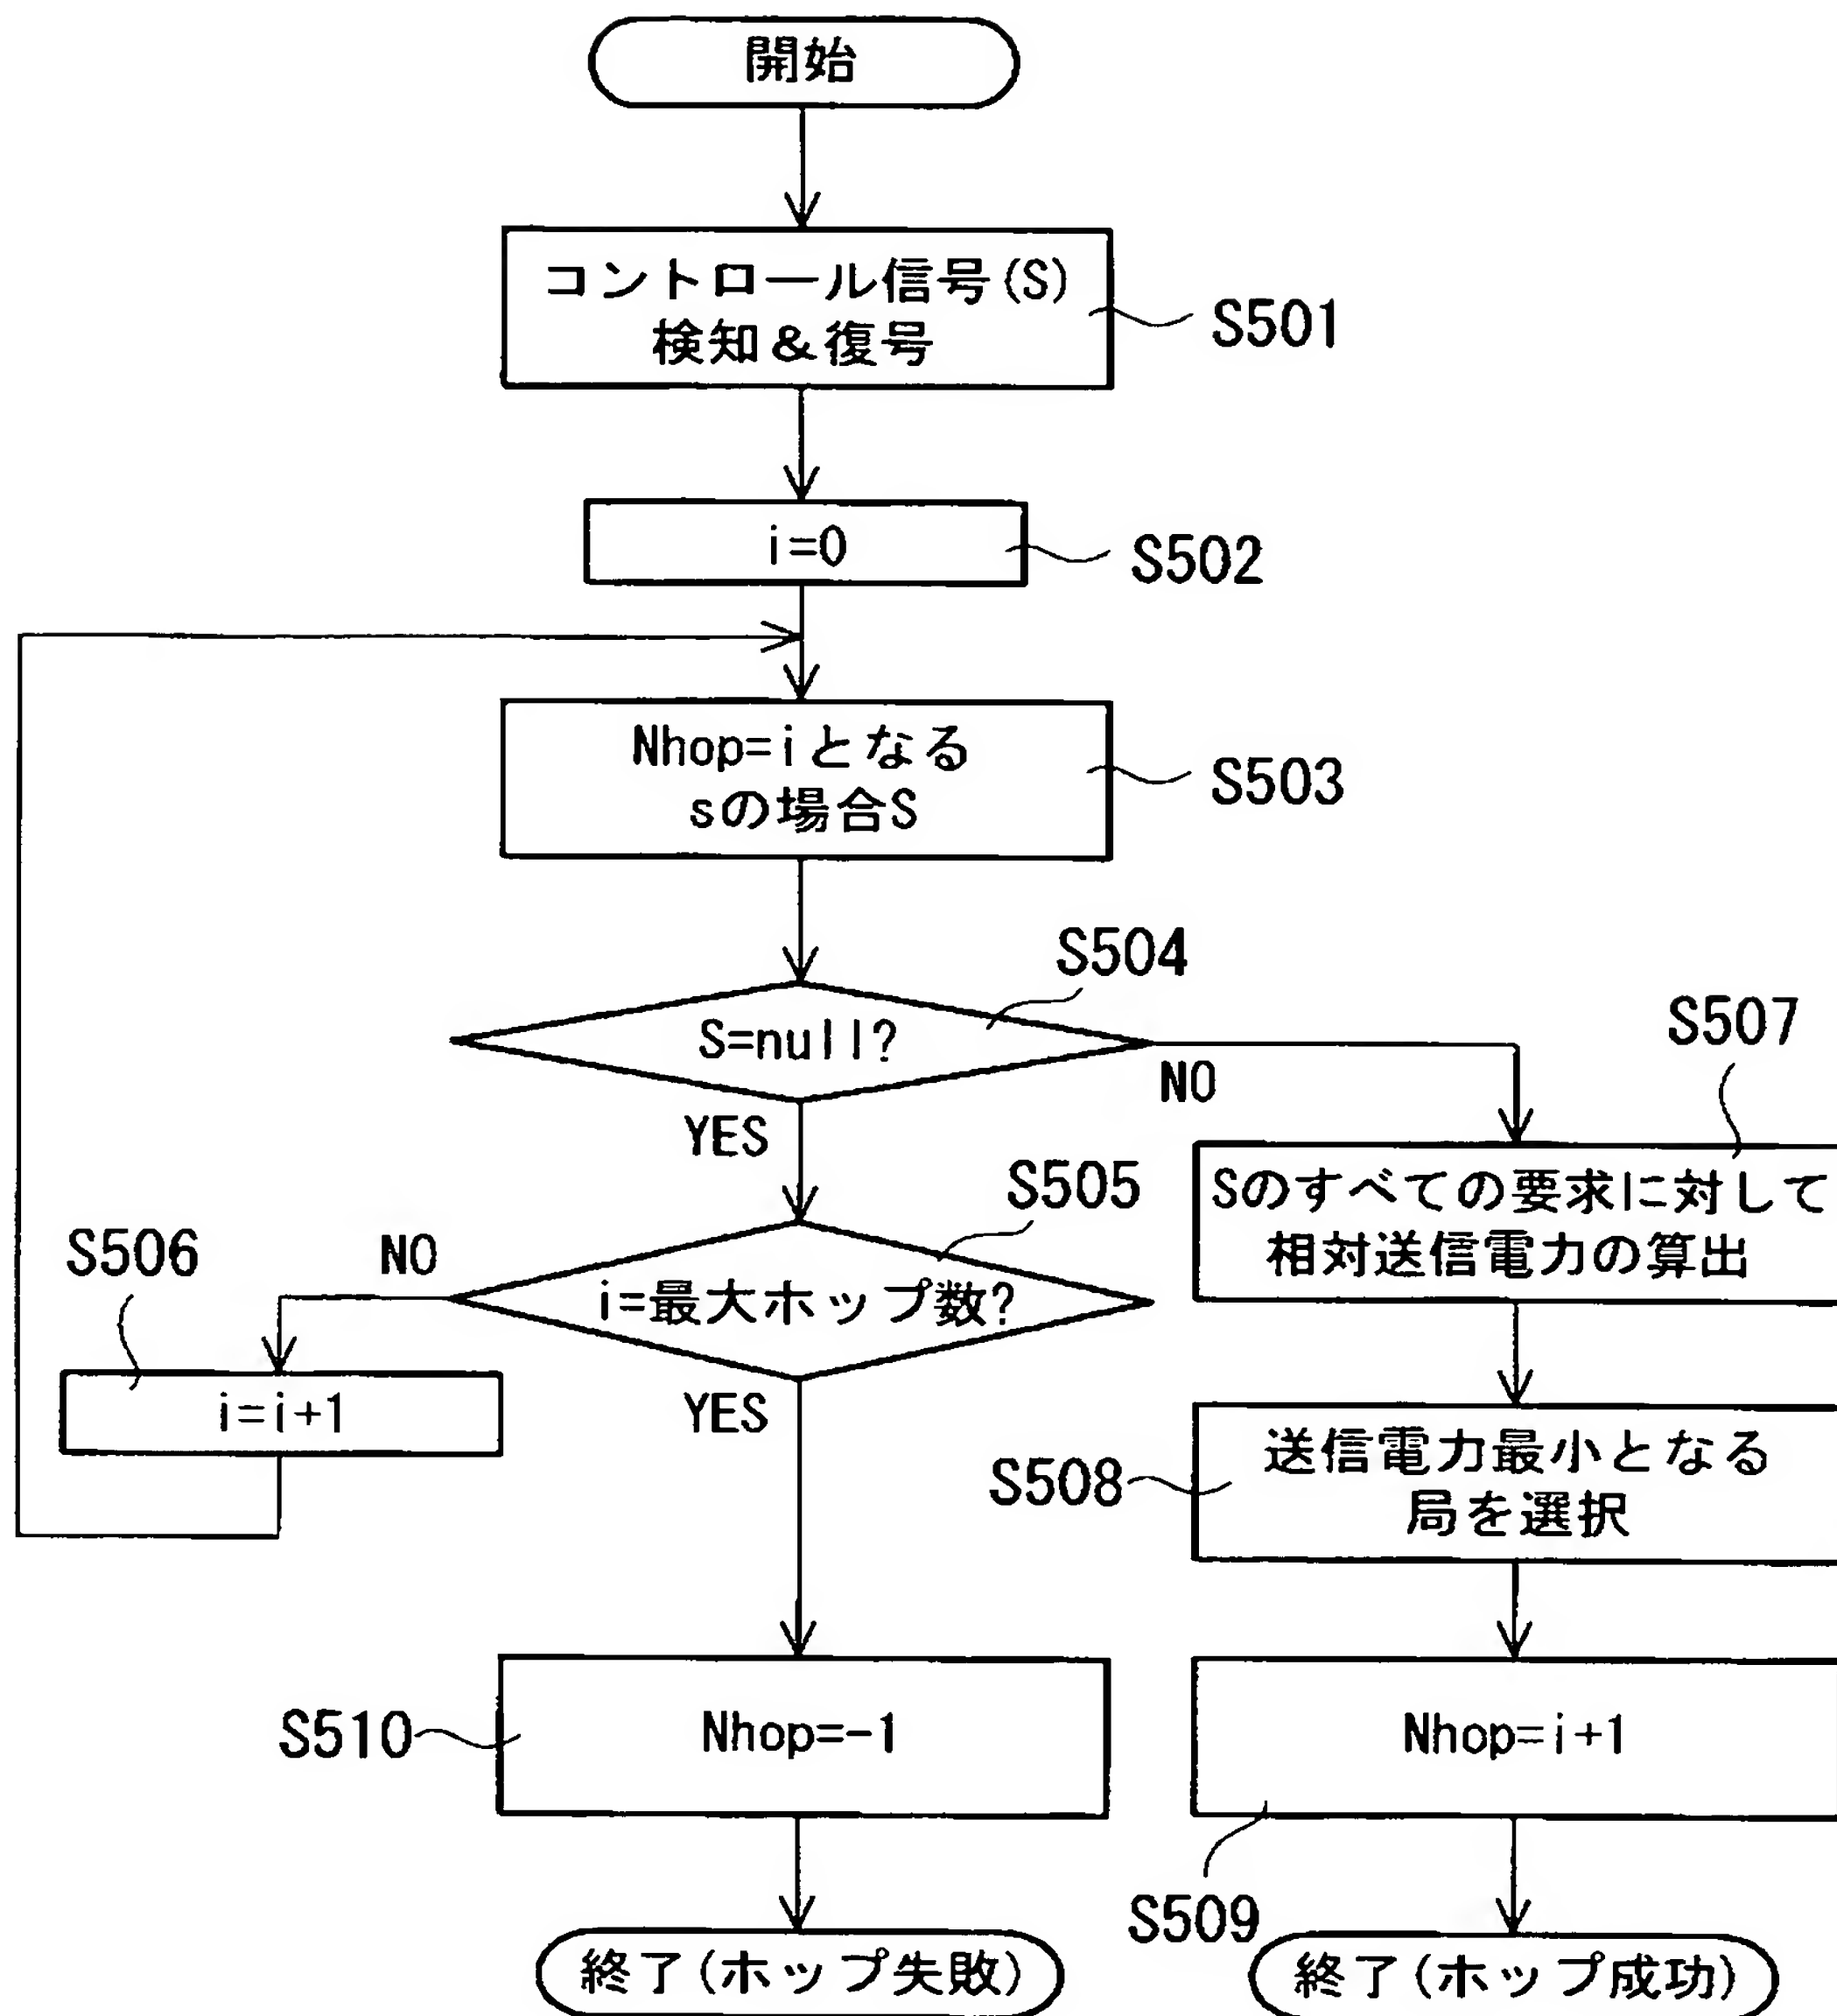 開始
コントロール信号(S)
検知&復号
S501
i=0
S502
Nhop=iとなる
sの場合S
S503
S504
S=null?
NO
YES
S507
Sのすべての要求に対して
相対送信電力の算出
S505
i=最大ホップ数?
NO
YES
S506
i=i+1
送信電力最小となる
局を選択
S508
Nhop=-1
S510
Nhop=i+1
S509
終了(ホップ失敗)
終了(ホップ成功)